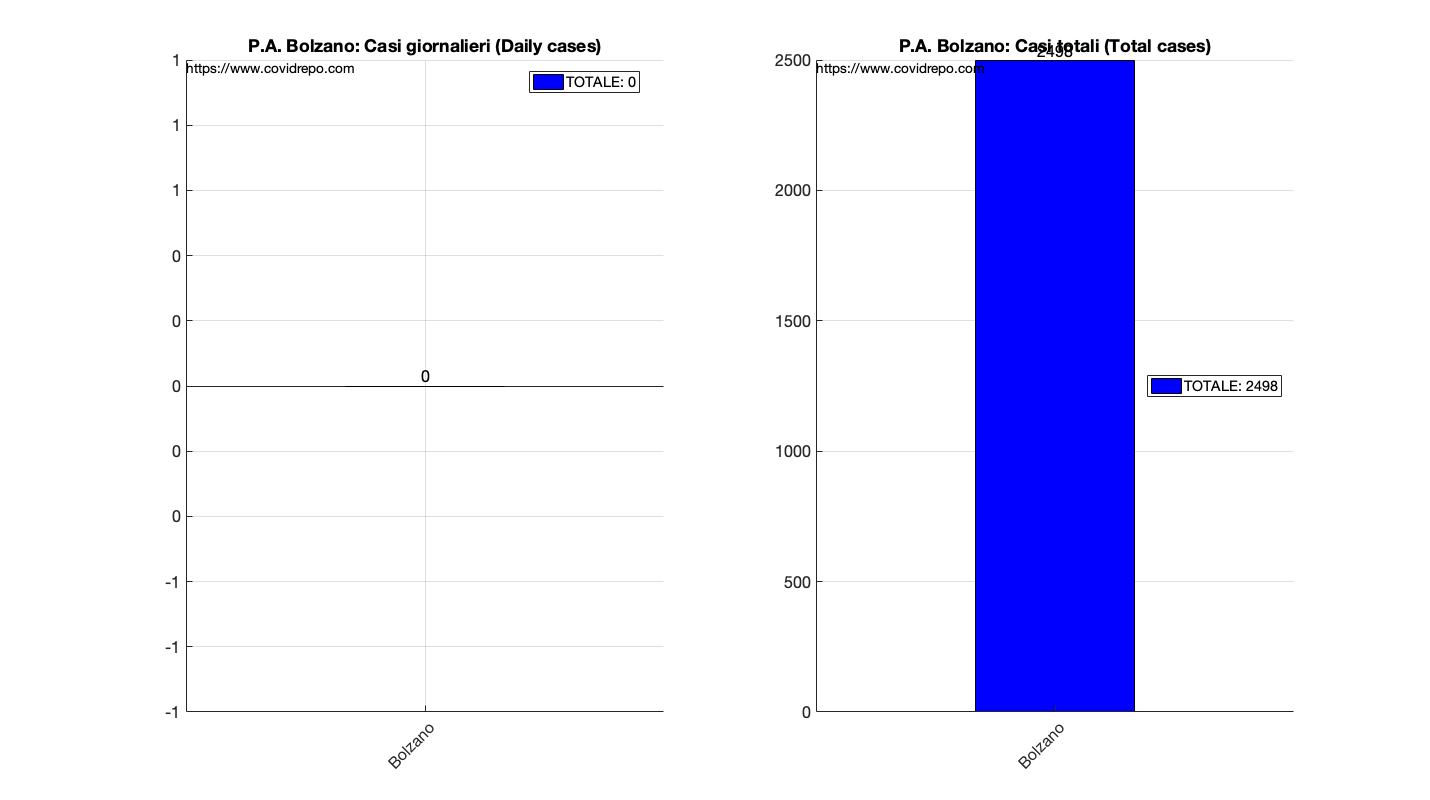 P.A. Bolzano: Casi giornalieri (Daily cases)
https://www.covidrepo.com
TOTALE: 0
1
1
1
0
0
0
0
0
-1
-1
-1
0
Bolzano
P.A. Bolzano: Casi totali (Total cases)
2498
https://www.covidrepo.com
2500
2000
1500
1000
500
0
TOTALE: 2498
Bolzano